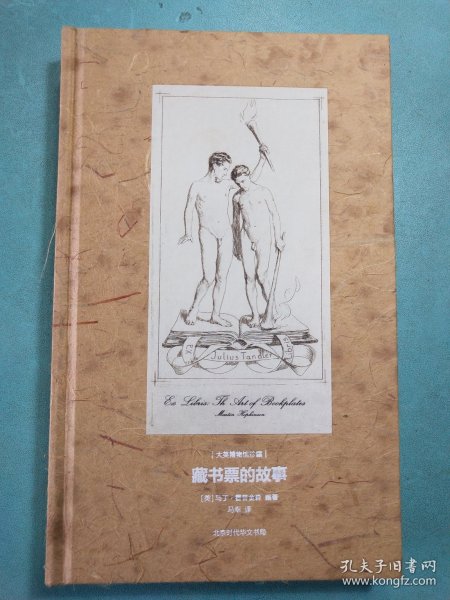 EX
Julius Tandler
Ex Libris: The Art of Bookplates
Martin Hopkinson
[大英博物馆珍藏]
藏书票的故事
[英] 马丁·霍普金森 编著
马衡 译
北京时代华文书局
孔夫子旧书网
www.kongfz.com